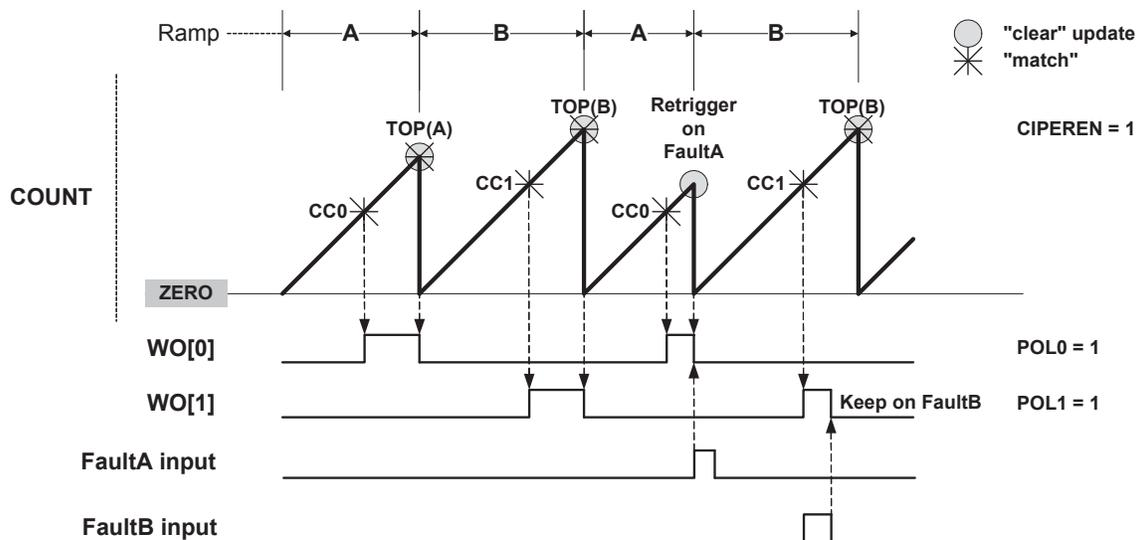 Ramp
A
B
A
B
"clear" update
"match"
TOP(A)
TOP(B)
Retrigger
on
FaultA
TOP(B)
CIPEREN = 1
COUNT
CC0
CC1
CC0
CC1
ZERO
WO[0]
POL0 = 1
WO[1]
Keep on FaultB
POL1 = 1
FaultA input
FaultB input